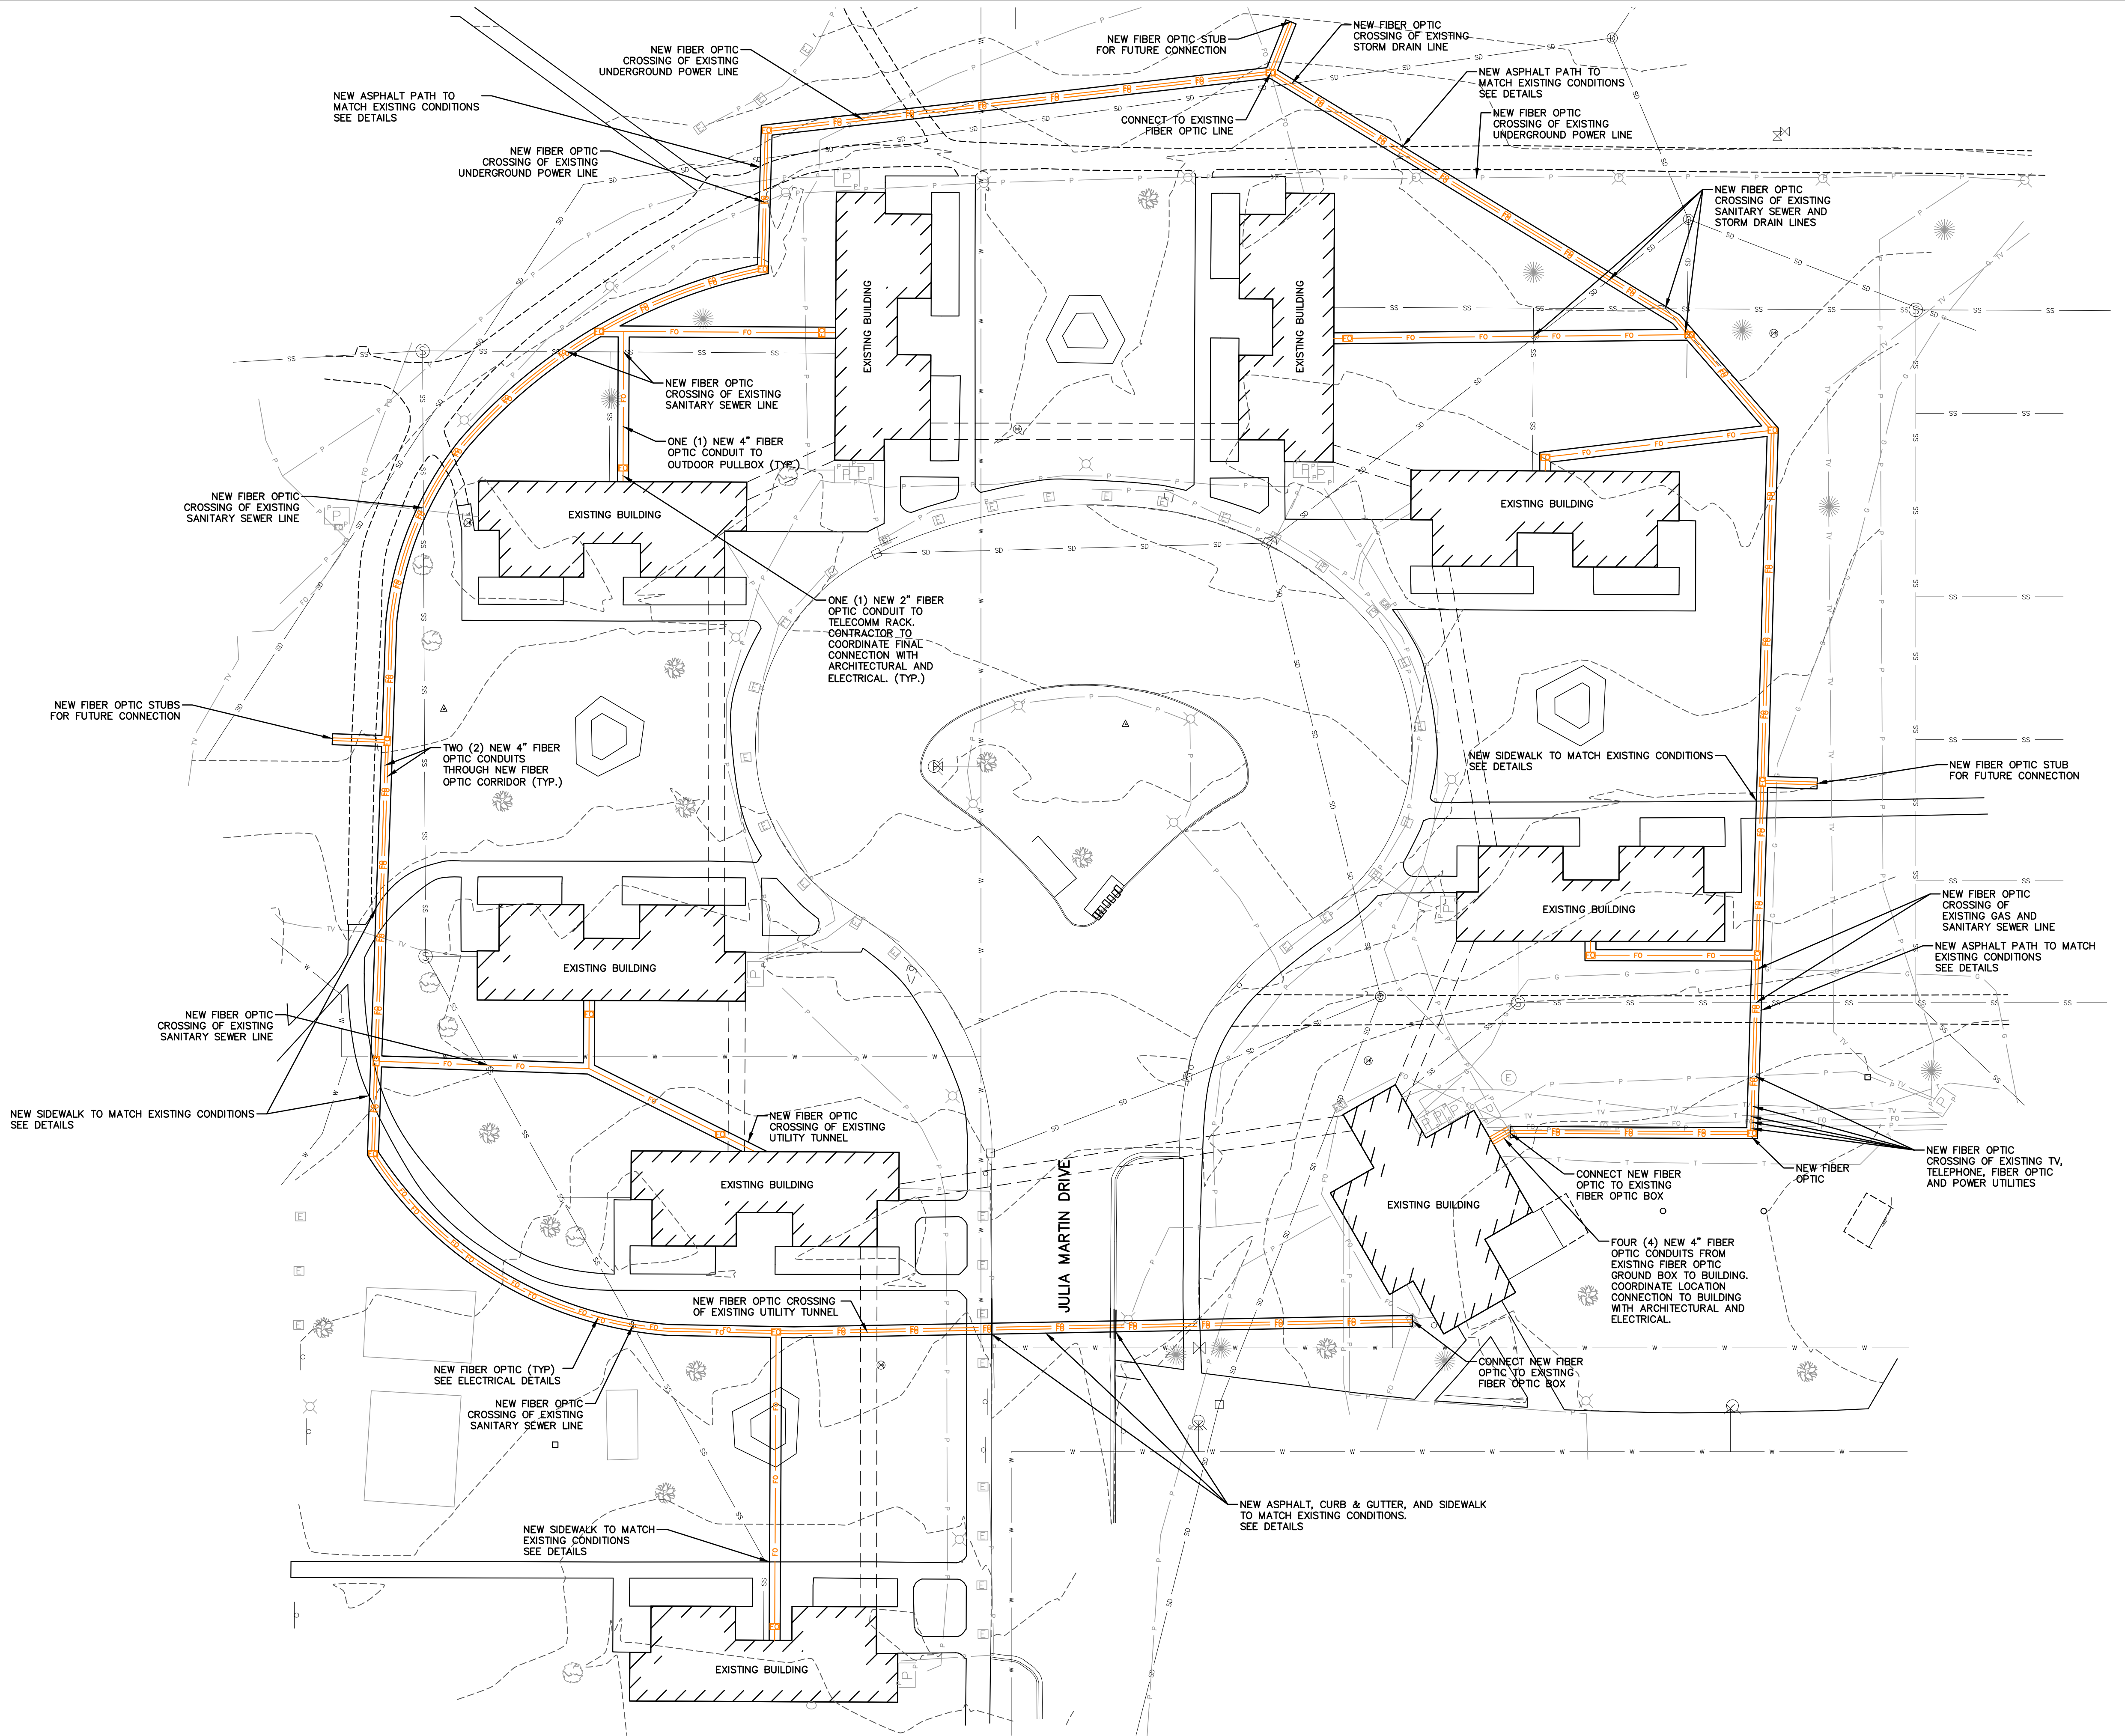 NEW FIBER OPTIC
CROSSING OF EXISTING
UNDERGROUND POWER LINE
NEW FIBER OPTIC STUB
FOR FUTURE CONNECTION
NEW FIBER OPTIC
CROSSING OF EXISTING
STORM DRAIN LINE
NEW ASPHALT PATH TO
MATCH EXISTING CONDITIONS
SEE DETAILS
NEW ASPHALT PATH TO
MATCH EXISTING CONDITIONS
SEE DETAILS
CONNECT TO EXISTING
FIBER OPTIC LINE
NEW FIBER OPTIC
CROSSING OF EXISTING
UNDERGROUND POWER LINE
NEW FIBER OPTIC
CROSSING OF EXISTING
UNDERGROUND POWER LINE
NEW FIBER OPTIC
CROSSING OF EXISTING
SANITARY SEWER AND
STORM DRAIN LINES
EXISTING BUILDING
EXISTING BUILDING
NEW FIBER OPTIC
CROSSING OF EXISTING
SANITARY SEWER LINE
ONE (1) NEW 4" FIBER
OPTIC CONDUIT TO
OUTDOOR PULLBOX (TYP.)
NEW FIBER OPTIC
CROSSING OF EXISTING
SANITARY SEWER LINE
EXISTING BUILDING
EXISTING BUILDING
ONE (1) NEW 2" FIBER
OPTIC CONDUIT TO
TELECOMM RACK.
CONTRACTOR TO
COORDINATE FINAL
CONNECTION WITH
ARCHITECTURAL AND
ELECTRICAL. (TYP.)
NEW FIBER OPTIC STUBS
FOR FUTURE CONNECTION
TWO (2) NEW 4" FIBER
OPTIC CONDUITS
THROUGH NEW FIBER
OPTIC CORRIDOR (TYP.)
NEW SIDEWALK TO MATCH EXISTING CONDITIONS
SEE DETAILS
NEW FIBER OPTIC STUB
FOR FUTURE CONNECTION
EXISTING BUILDING
NEW FIBER OPTIC
CROSSING OF
EXISTING GAS AND
SANITARY SEWER LINE
NEW ASPHALT PATH TO MATCH
EXISTING CONDITIONS
SEE DETAILS
EXISTING BUILDING
NEW FIBER OPTIC
CROSSING OF EXISTING
SANITARY SEWER LINE
NEW SIDEWALK TO MATCH EXISTING CONDITIONS
SEE DETAILS
NEW FIBER OPTIC
CROSSING OF EXISTING
UTILITY TUNNEL
EXISTING BUILDING
JULIA MARTIN DRIVE
NEW FIBER OPTIC
CROSSING OF EXISTING TV,
TELEPHONE, FIBER OPTIC
AND POWER UTILITIES
NEW FIBER
OPTIC
CONNECT NEW FIBER
OPTIC TO EXISTING
FIBER OPTIC BOX
EXISTING BUILDING
FOUR (4) NEW 4" FIBER
OPTIC CONDUITS FROM
EXISTING FIBER OPTIC
GROUND BOX TO BUILDING.
COORDINATE LOCATION
CONNECTION TO BUILDING
WITH ARCHITECTURAL AND
ELECTRICAL.
NEW FIBER OPTIC CROSSING
OF EXISTING UTILITY TUNNEL
NEW FIBER OPTIC (TYP)
SEE ELECTRICAL DETAILS
CONNECT NEW FIBER
OPTIC TO EXISTING
FIBER OPTIC BOX
NEW FIBER OPTIC
CROSSING OF EXISTING
SANITARY SEWER LINE
NEW ASPHALT, CURB & GUTTER, AND SIDEWALK
TO MATCH EXISTING CONDITIONS.
SEE DETAILS
NEW SIDEWALK TO MATCH
EXISTING CONDITIONS
SEE DETAILS
EXISTING BUILDING